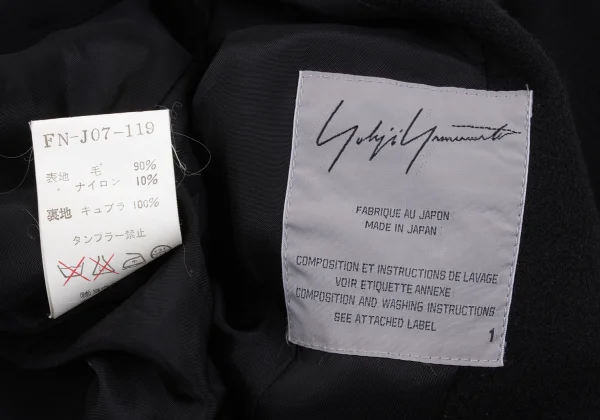 FN-J07-119
表地 毛 90%
ナイロン 10%
裏地 キュプラ 100%
タンブラー禁止
Yohji Yamamoto
FABRIQUE AU JAPON
MADE IN JAPAN
COMPOSITION ET INSTRUCTIONS DE LAVAGE
VOIR ETIQUETTE ANNEXE
COMPOSITION AND WASHING INSTRUCTIONS
SEE ATTACHED LABEL
1